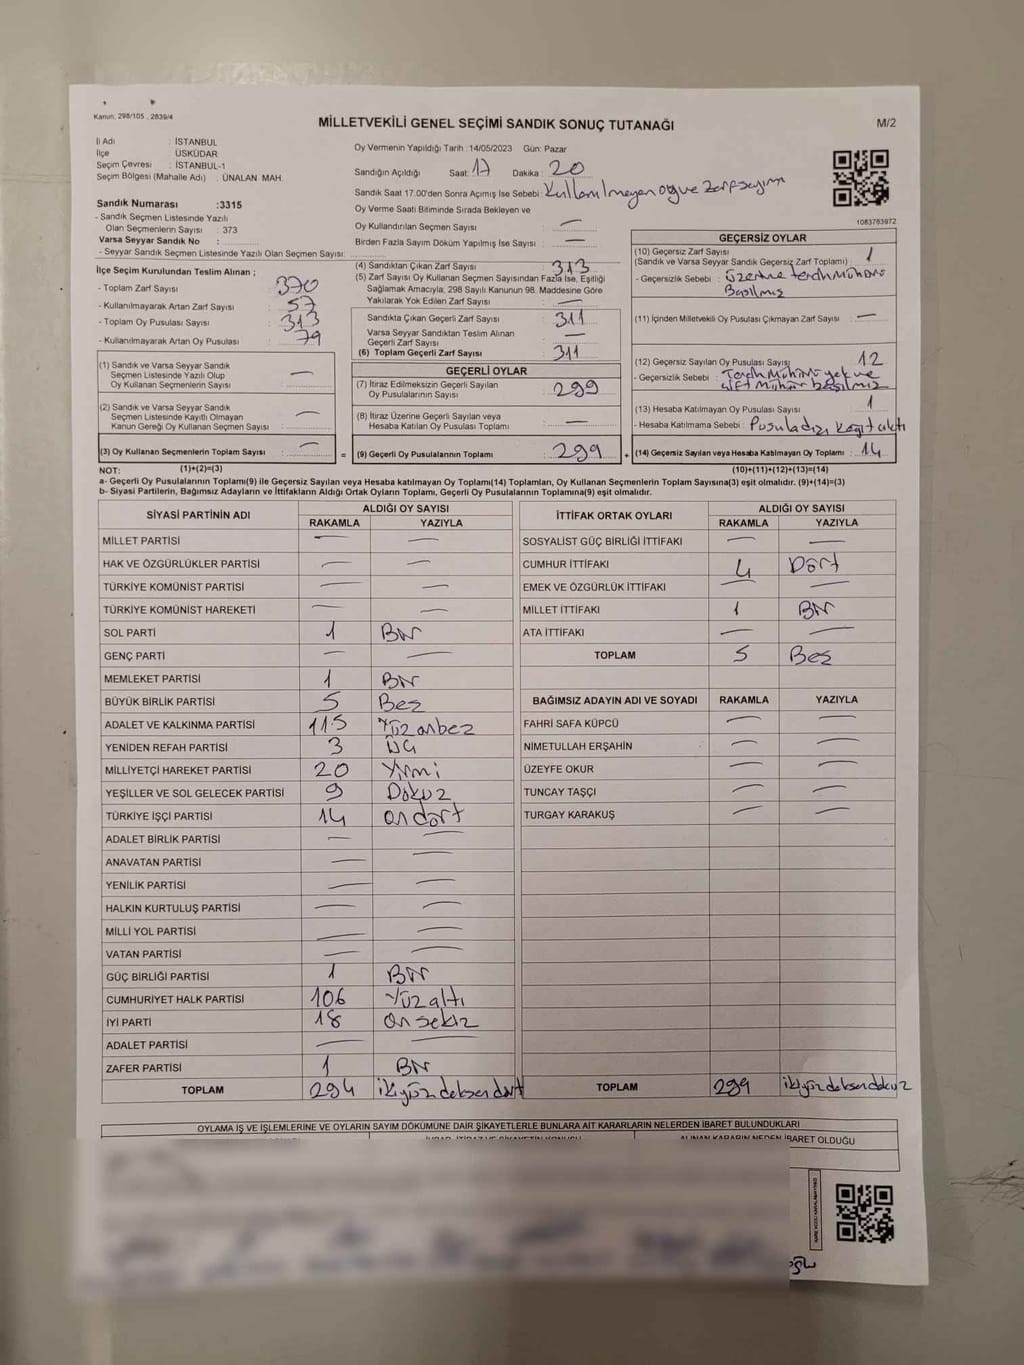 Kanun, 298/105 , 2839/4
MİLLETVEKİLİ GENEL SEÇİMİ SANDIK SONUÇ TUTANAĞI
M/2
İl Adı : İSTANBUL
İlçe : ÜSKÜDAR
Seçim Çevresi : İSTANBUL-1
Seçim Bölgesi (Mahalle Adı) : ÜNALAN MAH.
Oy Vermenin Yapıldığı Tarih : 14/05/2023 Gün: Pazar
Sandığın Açıldığı Saat: 17 Dakika : 20
Sandık Saat 17.00'den Sonra Açılmış İse Sebebi: Kullanılmayan oy ve zarf sayımı
Oy Verme Saati Bitiminde Sırada Bekleyen ve
Oy Kullandırılan Seçmen Sayısı : —
Birden Fazla Sayım Döküm Yapılmış İse Sayısı : —
1083763972
Sandık Numarası :3315
- Sandık Seçmen Listesinde Yazılı
Olan Seçmenlerin Sayısı : 373
Varsa Seyyar Sandık No :
- Seyyar Sandık Seçmen Listesinde Yazılı Olan Seçmen Sayısı:
İlçe Seçim Kurulundan Teslim Alınan ;
- Toplam Zarf Sayısı : 370
- Kullanılmayarak Artan Zarf Sayısı : 57
- Toplam Oy Pusulası Sayısı : 313
- Kullanılmayarak Artan Oy Pusulası : 79
(4) Sandıktan Çıkan Zarf Sayısı : 313
(5) Zarf Sayısı Oy Kullanan Seçmen Sayısından Fazla İse, Eşitliği
Sağlamak Amacıyla, 298 Sayılı Kanunun 98. Maddesine Göre
Yakılarak Yok Edilen Zarf Sayısı : —
Sandıkta Çıkan Geçerli Zarf Sayısı : 311
Varsa Seyyar Sandıktan Teslim Alınan
Geçerli Zarf Sayısı : —
(6) Toplam Geçerli Zarf Sayısı : 311
GEÇERSİZ OYLAR
(10) Geçersiz Zarf Sayısı : 1
(Sandık ve Varsa Seyyar Sandık Geçersiz Zarf Toplamı)
- Geçersizlik Sebebi : Üzerine tercih mührü
Basılmış
(11) İçinden Milletvekili Oy Pusulası Çıkmayan Zarf Sayısı : —
(12) Geçersiz Sayılan Oy Pusulası Sayısı : 12
- Geçersizlik Sebebi : Tercih Mührü yok ve
çift mühür basılmız
(13) Hesaba Katılmayan Oy Pusulası Sayısı : 1
- Hesaba Katılmama Sebebi : Pusula dışı kağıt çıktı
(14) Geçersiz Sayılan veya Hesaba Katılmayan Oy Toplamı : 14
(1) Sandık ve Varsa Seyyar Sandık
Seçmen Listesinde Yazılı Olup
Oy Kullanan Seçmenlerin Sayısı : —
(2) Sandık ve Varsa Seyyar Sandık
Seçmen Listesinde Kayıtlı Olmayan
Kanun Gereği Oy Kullanan Seçmen Sayısı : —
(3) Oy Kullanan Seçmenlerin Toplam Sayısı : —
GEÇERLİ OYLAR
(7) İtiraz Edilmeksizin Geçerli Sayılan
Oy Pusulalarının Sayısı : 299
(8) İtiraz Üzerine Geçerli Sayılan veya
Hesaba Katılan Oy Pusulası Toplamı : —
= (9) Geçerli Oy Pusulalarının Toplamı : 299 +
NOT: (1)+(2)=(3) (10)+(11)+(12)+(13)=(14)
a- Geçerli Oy Pusulalarının Toplamı(9) ile Geçersiz Sayılan veya Hesaba katılmayan Oy Toplamı(14) Toplamları, Oy Kullanan Seçmenlerin Toplam Sayısına(3) eşit olmalıdır. (9)+(14)=(3)
b- Siyasi Partilerin, Bağımsız Adayların ve İttifakların Aldığı Ortak Oyların Toplamı, Geçerli Oy Pusulalarının Toplamına(9) eşit olmalıdır.
SİYASİ PARTİNİN ADI ALDIĞI OY SAYISI
RAKAMLA YAZIYLA
MİLLET PARTİSİ — —
HAK VE ÖZGÜRLÜKLER PARTİSİ — —
TÜRKİYE KOMÜNİST PARTİSİ — —
TÜRKİYE KOMÜNİST HAREKETİ — —
SOL PARTİ 1 Bir
GENÇ PARTİ — —
MEMLEKET PARTİSİ 1 Bir
BÜYÜK BİRLİK PARTİSİ 5 Beş
ADALET VE KALKINMA PARTİSİ 115 Yüz onbeş
YENİDEN REFAH PARTİSİ 3 Üç
MİLLİYETÇİ HAREKET PARTİSİ 20 Yirmi
YEŞİLLER VE SOL GELECEK PARTİSİ 9 Dokuz
TÜRKİYE İŞÇİ PARTİSİ 14 ondört
ADALET BİRLİK PARTİSİ — —
ANAVATAN PARTİSİ — —
YENİLİK PARTİSİ — —
HALKIN KURTULUŞ PARTİSİ — —
MİLLİ YOL PARTİSİ — —
VATAN PARTİSİ — —
GÜÇ BİRLİĞİ PARTİSİ 1 Bir
CUMHURİYET HALK PARTİSİ 106 Yüz altı
İYİ PARTİ 18 on sekiz
ADALET PARTİSİ — —
ZAFER PARTİSİ 1 Bir
TOPLAM 294 ikiyüz doksan dört
İTTİFAK ORTAK OYLARI ALDIĞI OY SAYISI
RAKAMLA YAZIYLA
SOSYALİST GÜÇ BİRLİĞİ İTTİFAKI — —
CUMHUR İTTİFAKI 4 Dört
EMEK VE ÖZGÜRLÜK İTTİFAKI — —
MİLLET İTTİFAKI 1 Bir
ATA İTTİFAKI — —
TOPLAM 5 Beş
BAĞIMSIZ ADAYIN ADI VE SOYADI RAKAMLA YAZIYLA
FAHRİ SAFA KÜPCÜ — —
NİMETULLAH ERŞAHİN — —
ÜZEYFE OKUR — —
TUNCAY TAŞÇI — —
TURGAY KARAKUŞ — —
TOPLAM 299 ikiyüz doksan dokuz
OYLAMA İŞ VE İŞLEMLERİNE VE OYLARIN SAYIM DÖKÜMÜNE DAİR ŞİKAYETLERLE BUNLARA AİT KARARLARIN NELERDEN İBARET BULUNDUKLARI
ALINAN KARARIN NEDEN İBARET OLDUĞU